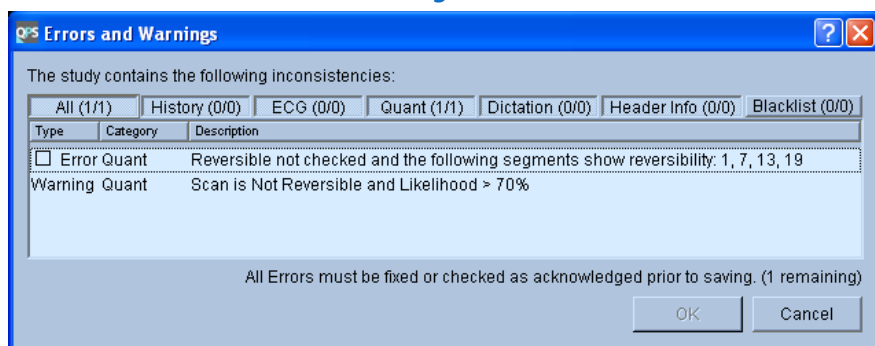 QPS Errors and Warnings
The study contains the following inconsistencies:
All (1/1) History (0/0) ECG (0/0) Quant (1/1) Dictation (0/0) Header Info (0/0) Blacklist (0/0)
Type Category Description
Error Quant Reversible not checked and the following segments show reversibility: 1, 7, 13, 19
Warning Quant Scan is Not Reversible and Likelihood > 70%
All Errors must be fixed or checked as acknowledged prior to saving. (1 remaining)
OK Cancel